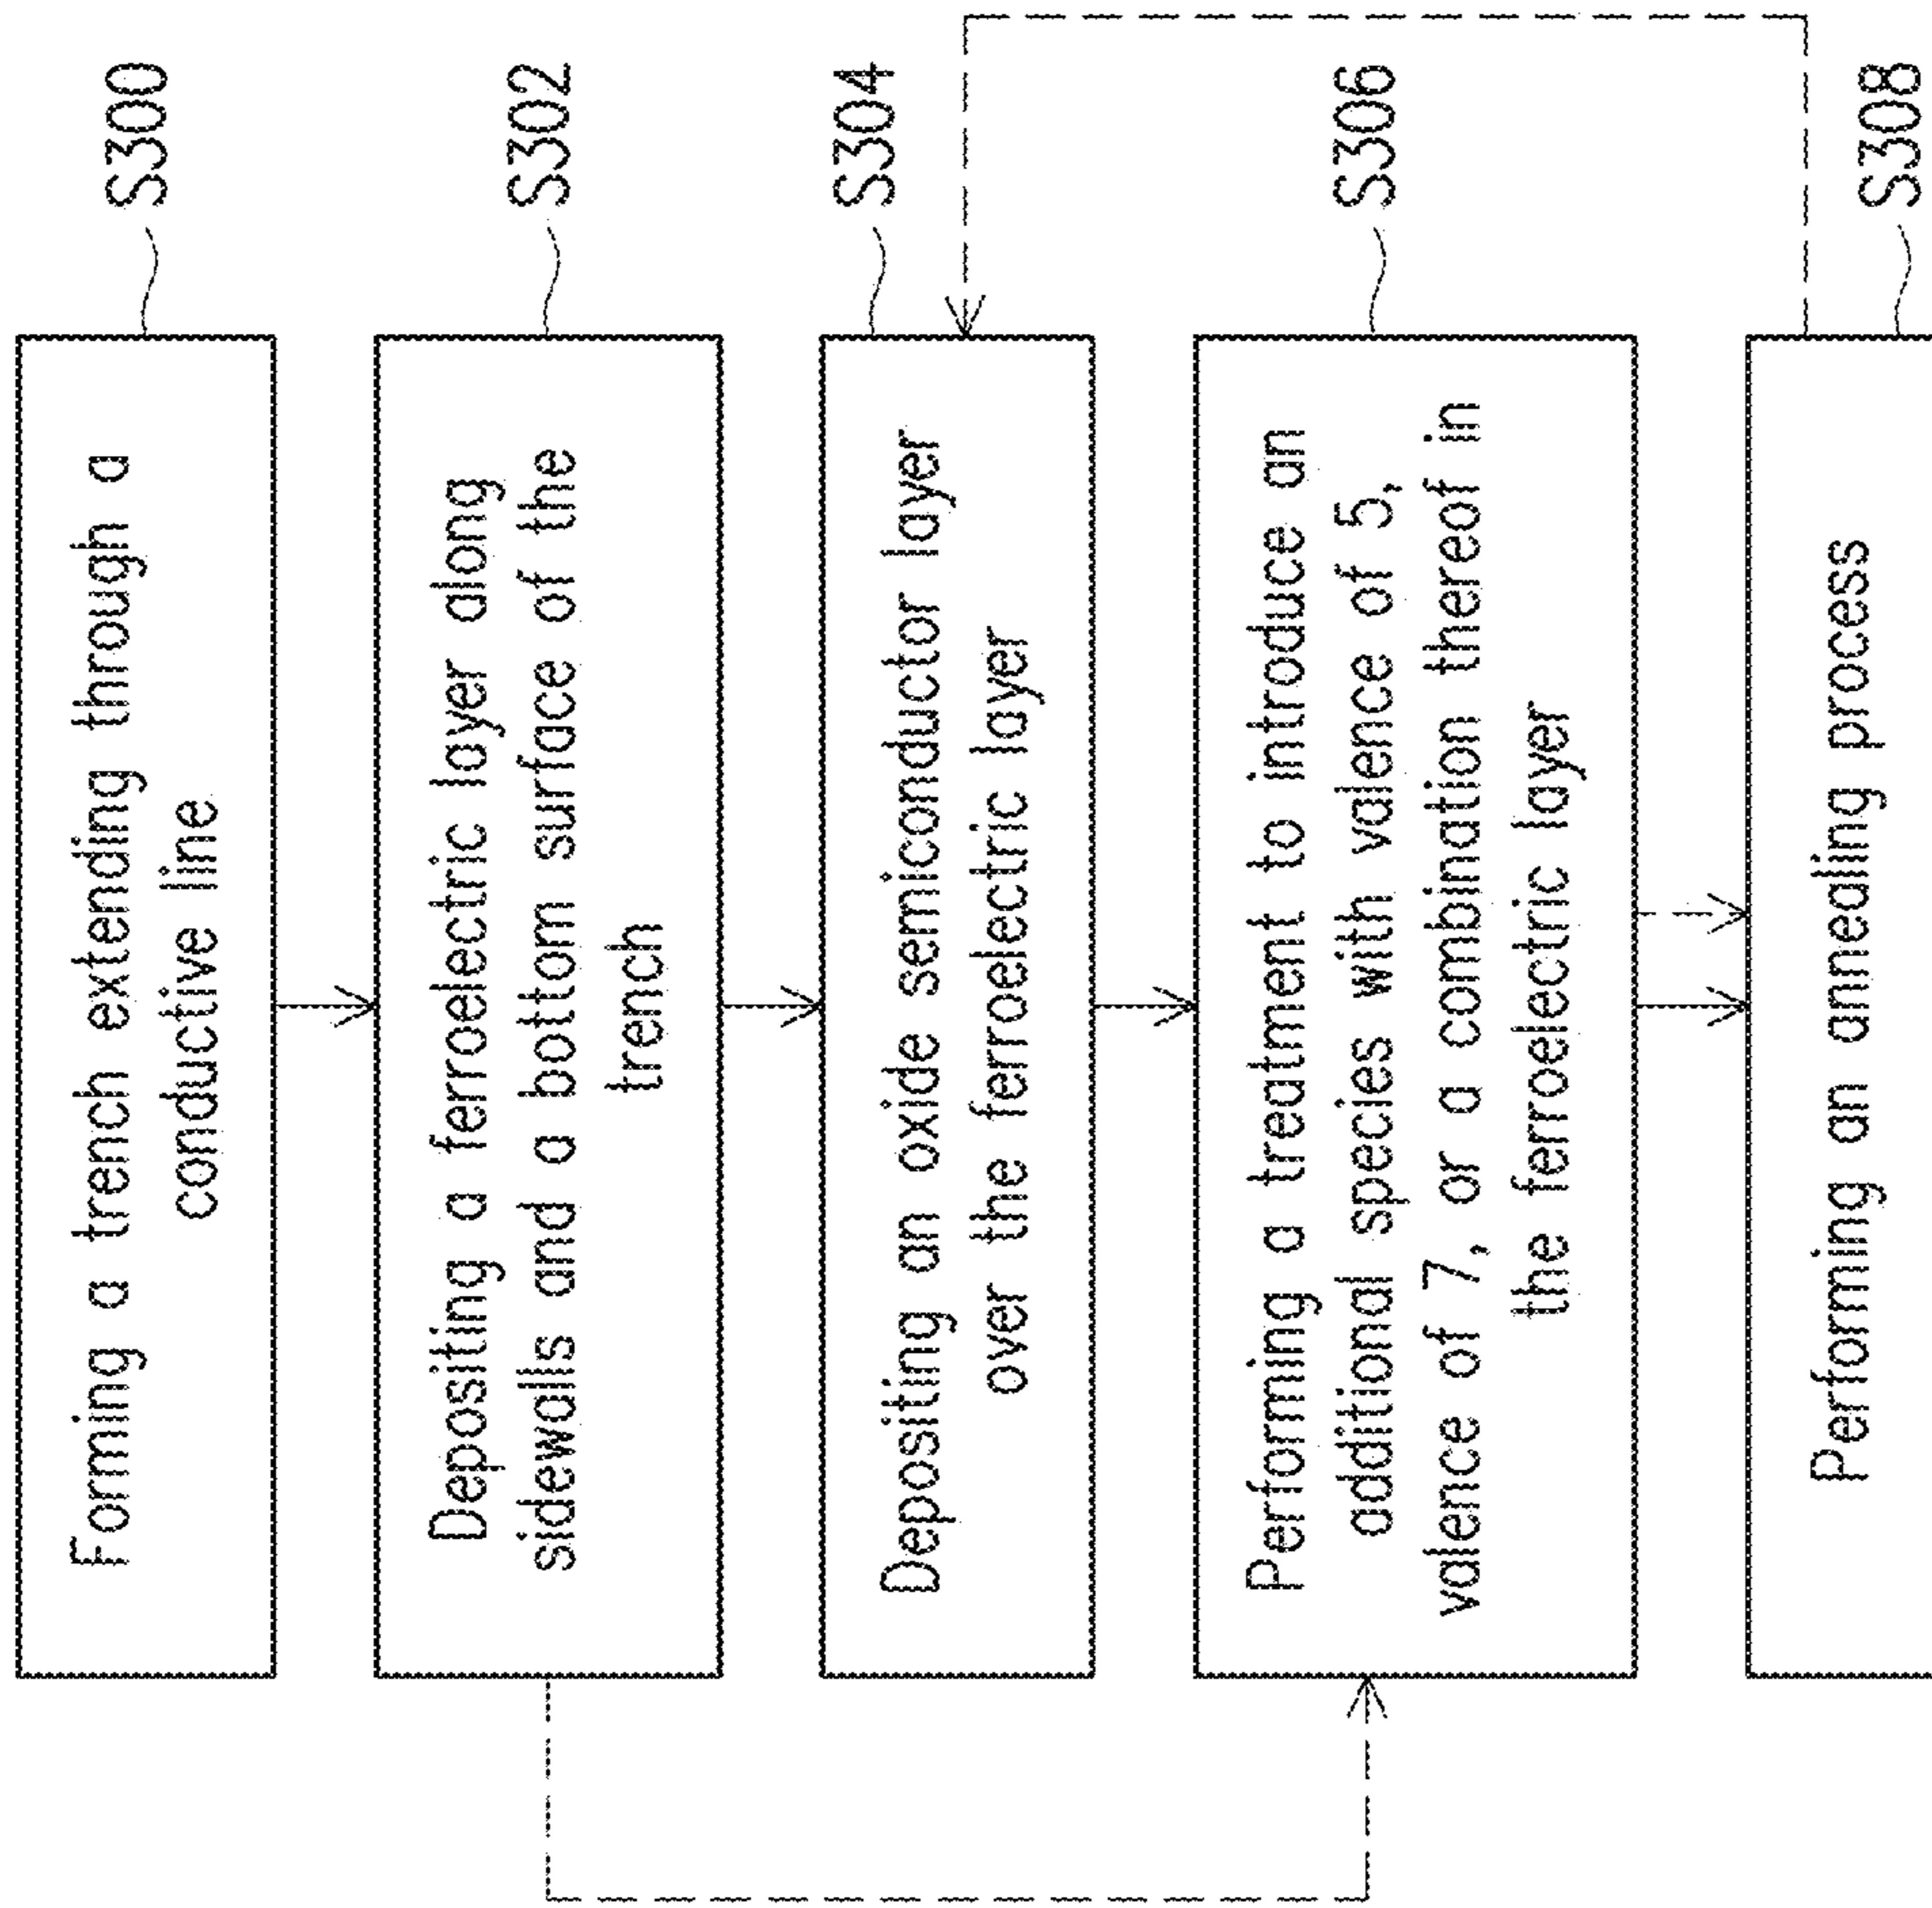 Forming a trench extending through a
conductive line
S300
Depositing a ferroelectric layer along
sidewalls and a bottom surface of the
trench
S302
Depositing an oxide semiconductor layer
over the ferroelectric layer
S304
Performing a treatment to introduce an
additional species with valence of 5,
valence of 7, or a combination thereof in
the ferroelectric layer
S306
Performing an annealing process
S308